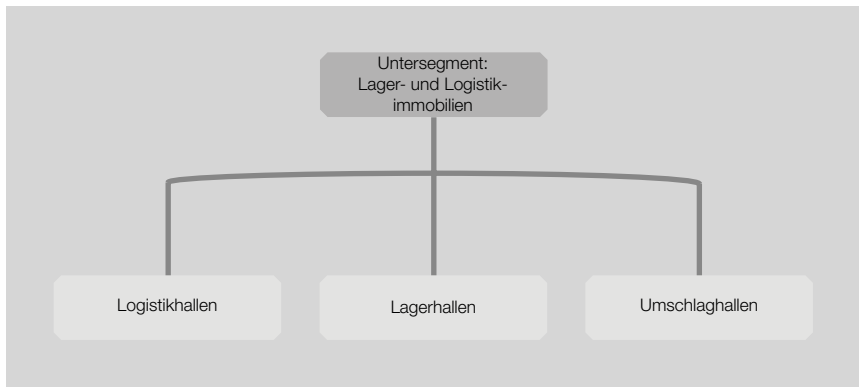 Untersegment:
Lager- und Logistik-
immobilien
Logistikhallen
Lagerhallen
Umschlaghallen